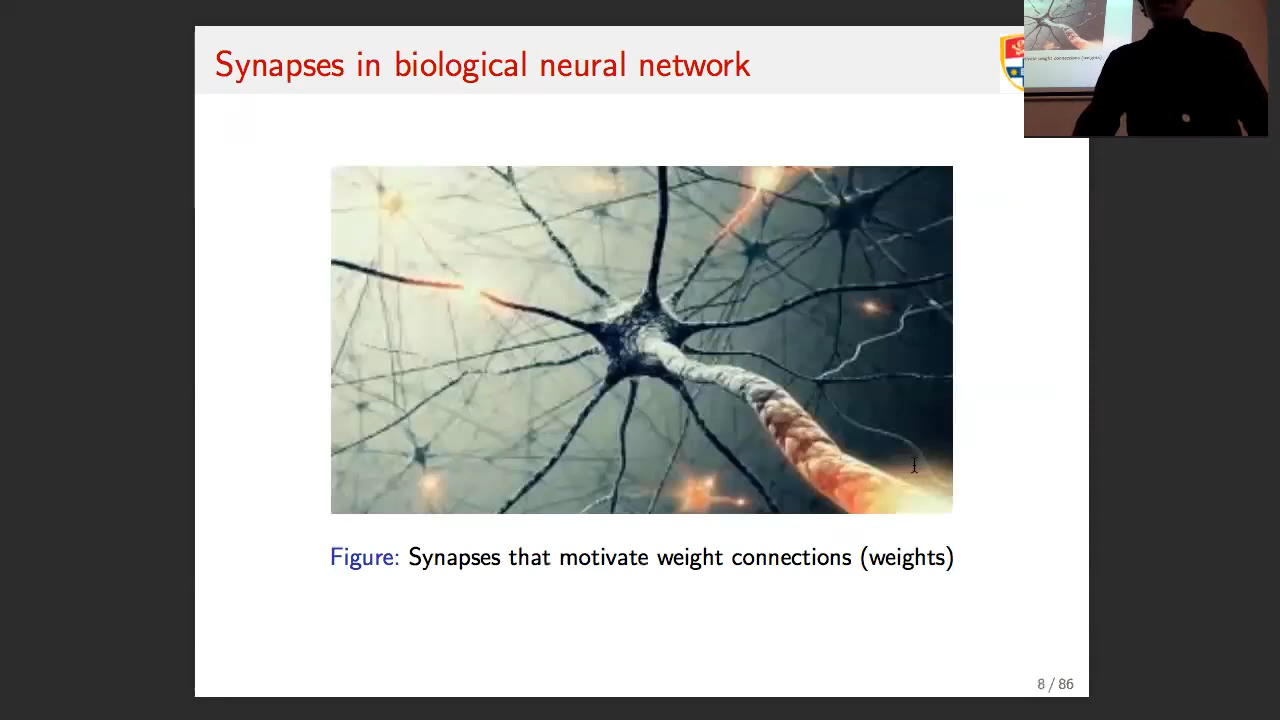 Synapses in biological neural network
Figure: Synapses that motivate weight connections (weights)
8 / 86